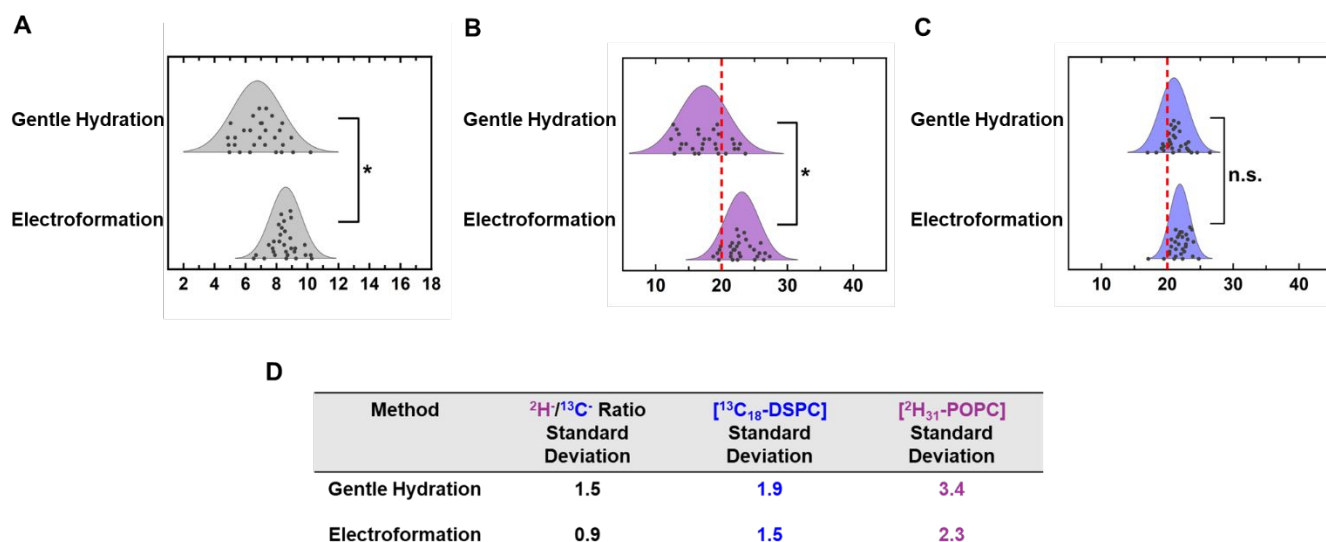 A
Gentle Hydration
Electroformation
*
2 4 6 8 10 12 14 16 18
B
Gentle Hydration
Electroformation
*
10 20 30 40
C
Gentle Hydration
Electroformation
n.s.
10 20 30 40
D
Method ²H⁻/¹³C⁻ Ratio Standard Deviation [¹³C₁₈-DSPC] Standard Deviation [²H₃₁-POPC] Standard Deviation
Gentle Hydration 1.5 1.9 3.4
Electroformation 0.9 1.5 2.3